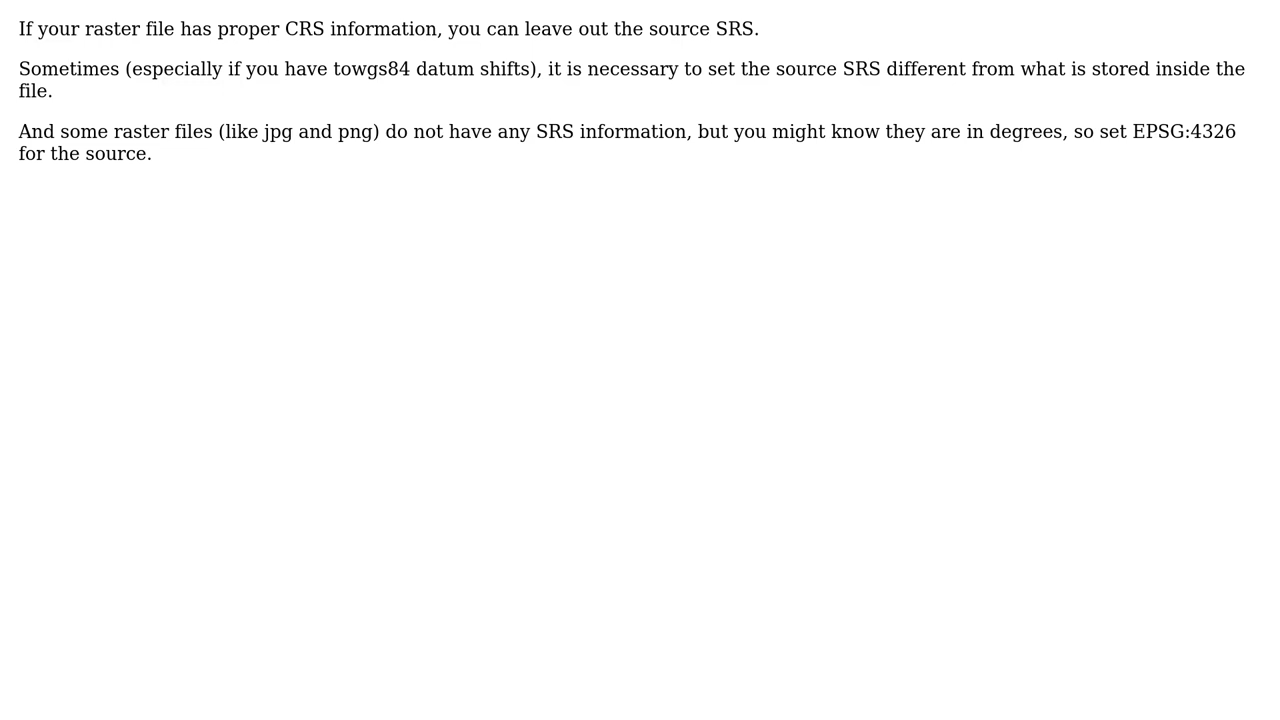 If your raster file has proper CRS information, you can leave out the source SRS.
Sometimes (especially if you have towgs84 datum shifts), it is necessary to set the source SRS different from what is stored inside the
file.
And some raster files (like jpg and png) do not have any SRS information, but you might know they are in degrees, so set EPSG:4326
for the source.